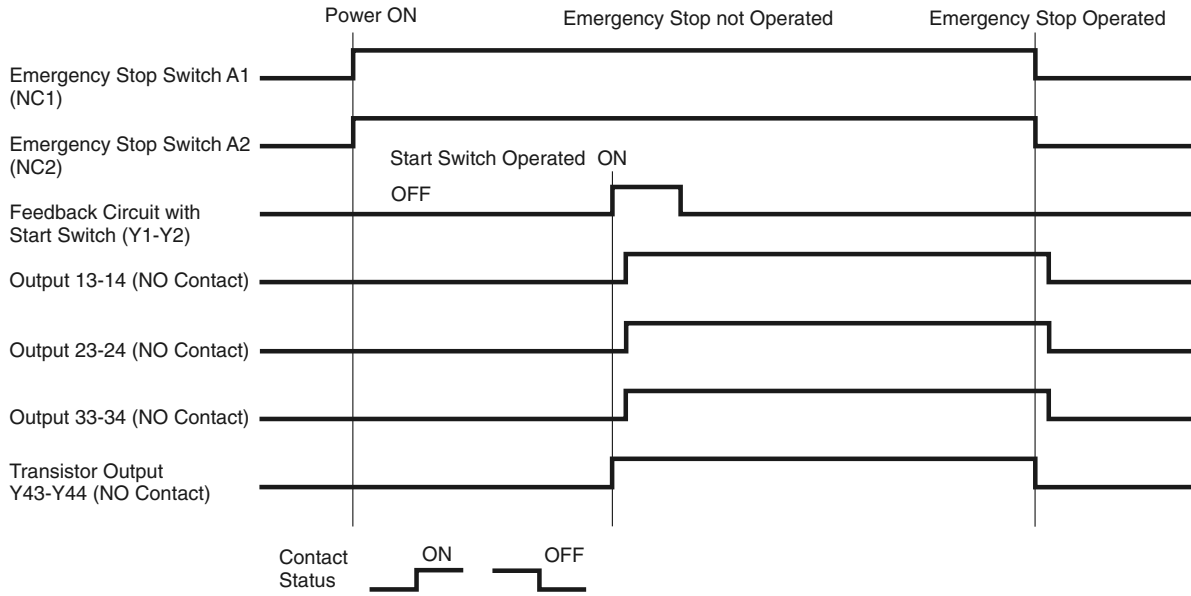 Power ON
Emergency Stop not Operated
Emergency Stop Operated
Emergency Stop Switch A1
(NC1)
Emergency Stop Switch A2
(NC2)
Start Switch Operated ON
OFF
Feedback Circuit with
Start Switch (Y1-Y2)
Output 13-14 (NO Contact)
Output 23-24 (NO Contact)
Output 33-34 (NO Contact)
Transistor Output
Y43-Y44 (NO Contact)
Contact
Status
ON
OFF